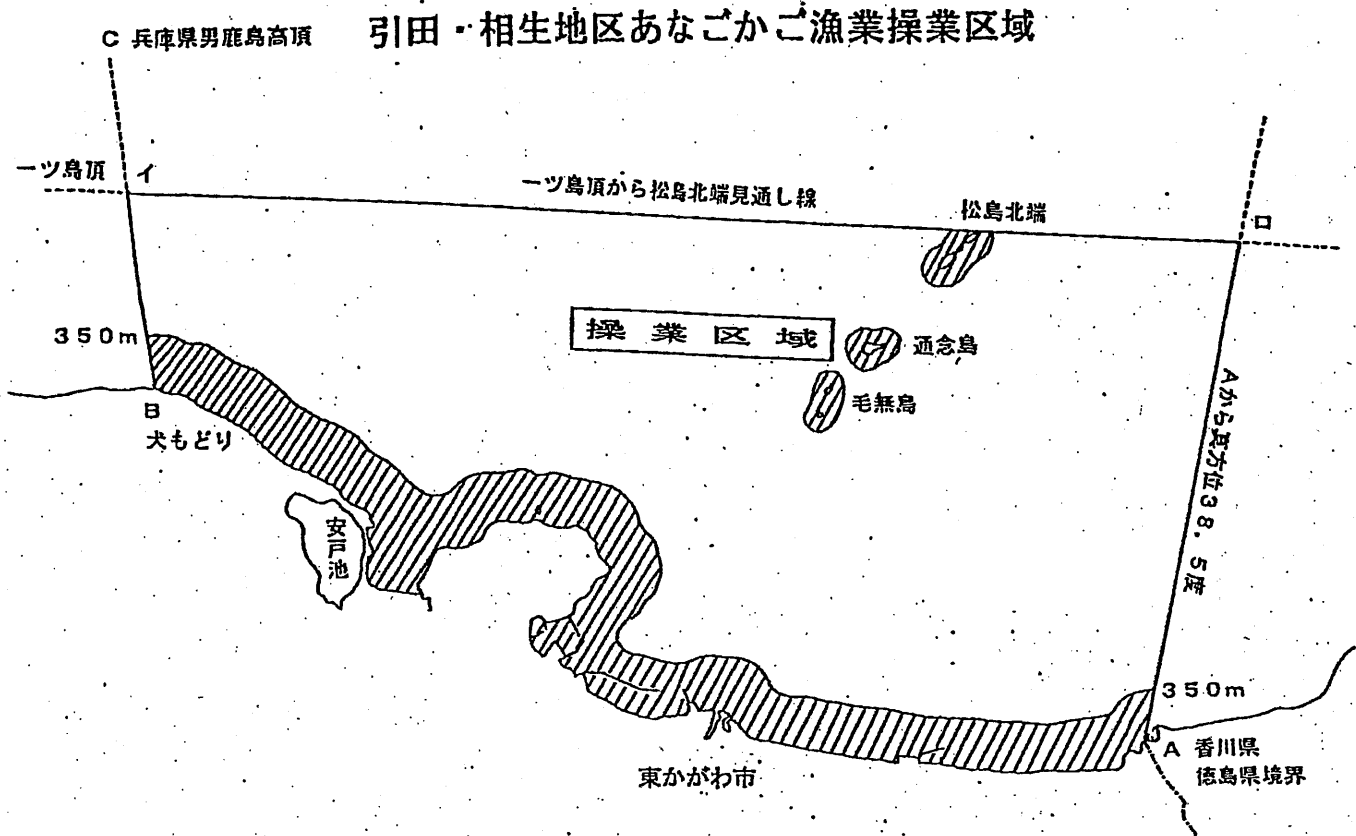 引田・相生地区あなごかご漁業操業区域
C 兵庫県男鹿島高頂
一ツ島頂
イ
一ツ島頂から松島北端見通し線
松島北端
ロ
350m
操業区域
通念島
毛無島
B
犬もどり
Aから真方位38.5度
安戸池
350m
A 香川県
徳島県境界
東かがわ市